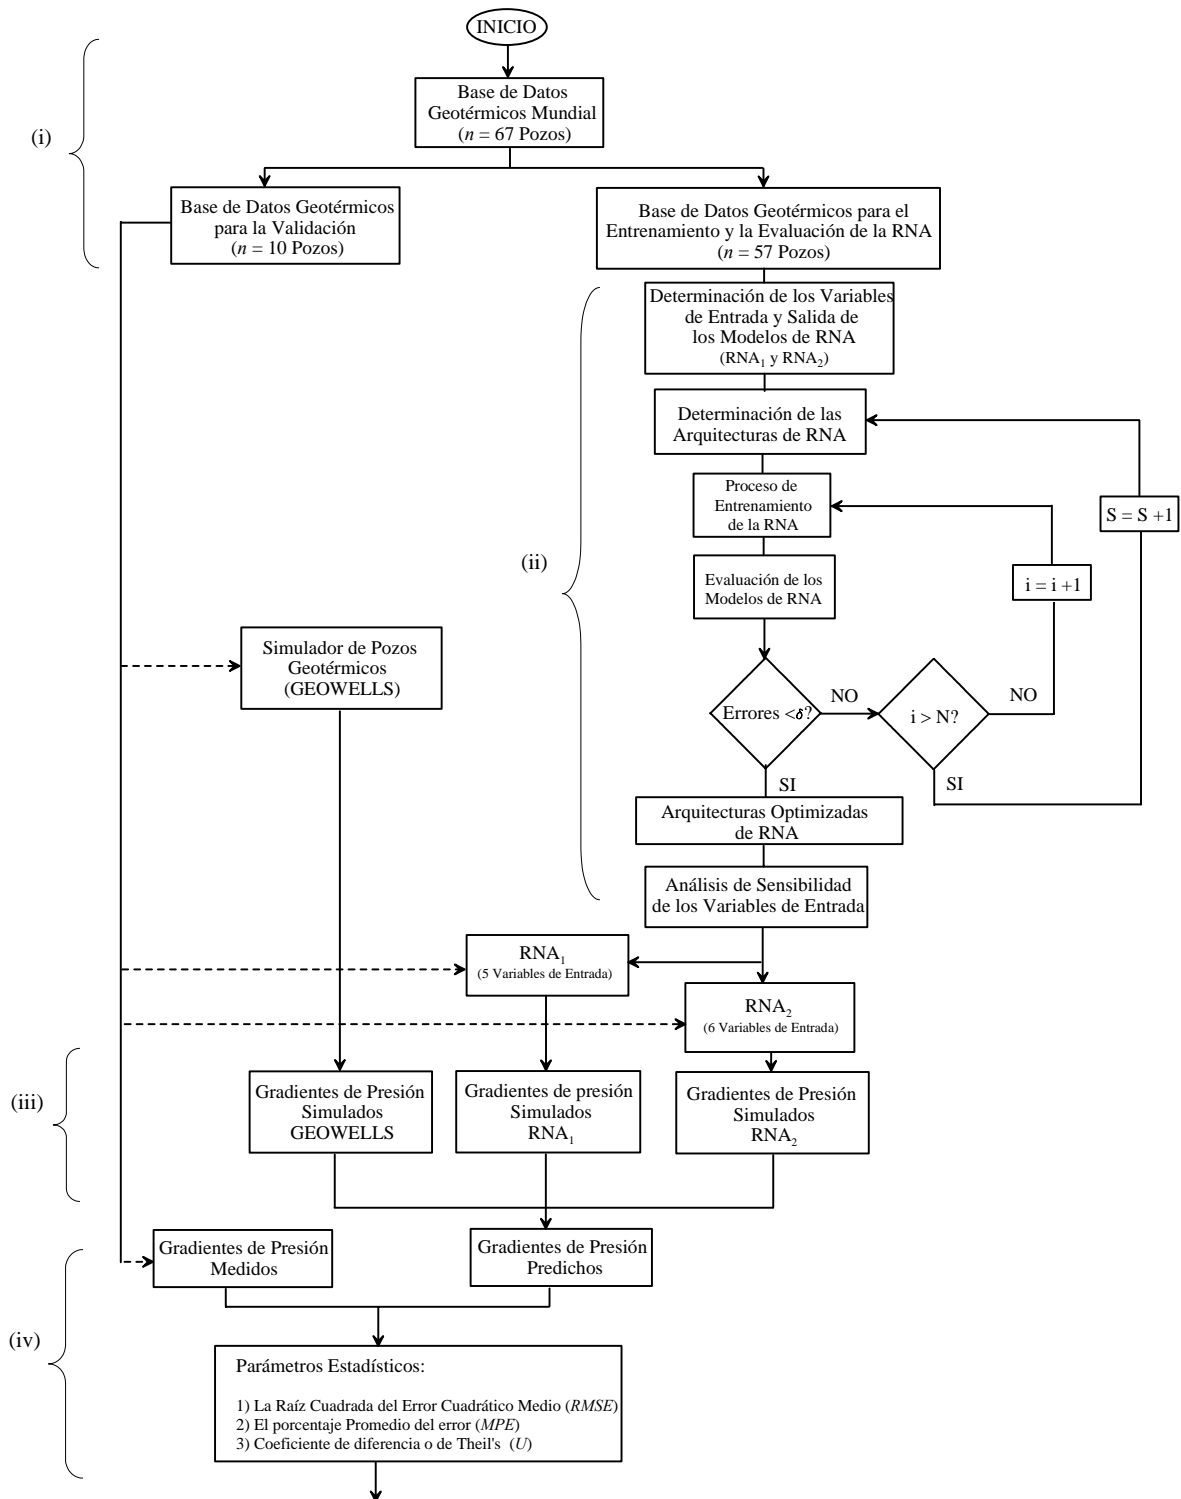 INICIO
(i)
Base de Datos
Geotérmicos Mundial
(n = 67 Pozos)
Base de Datos Geotérmicos
para la Validación
(n = 10 Pozos)
Base de Datos Geotérmicos para el
Entrenamiento y la Evaluación de la RNA
(n = 57 Pozos)
(ii)
Determinación de los Variables
de Entrada y Salida de
los Modelos de RNA
(RNA₁ y RNA₂)
Determinación de las
Arquitecturas de RNA
Proceso de
Entrenamiento
de la RNA
S = S +1
Evaluación de los
Modelos de RNA
i = i +1
Simulador de Pozos
Geotérmicos
(GEOWELLS)
Errores <δ?
NO
i > N?
NO
SI
SI
Arquitecturas Optimizadas
de RNA
Análisis de Sensibilidad
de los Variables de Entrada
RNA₁
(5 Variables de Entrada)
RNA₂
(6 Variables de Entrada)
(iii)
Gradientes de Presión
Simulados
GEOWELLS
Gradientes de presión
Simulados
RNA₁
Gradientes de Presión
Simulados
RNA₂
(iv)
Gradientes de Presión
Medidos
Gradientes de Presión
Predichos
Parámetros Estadísticos:
1) La Raíz Cuadrada del Error Cuadrático Medio (RMSE)
2) El porcentaje Promedio del error (MPE)
3) Coeficiente de diferencia o de Theil's (U)